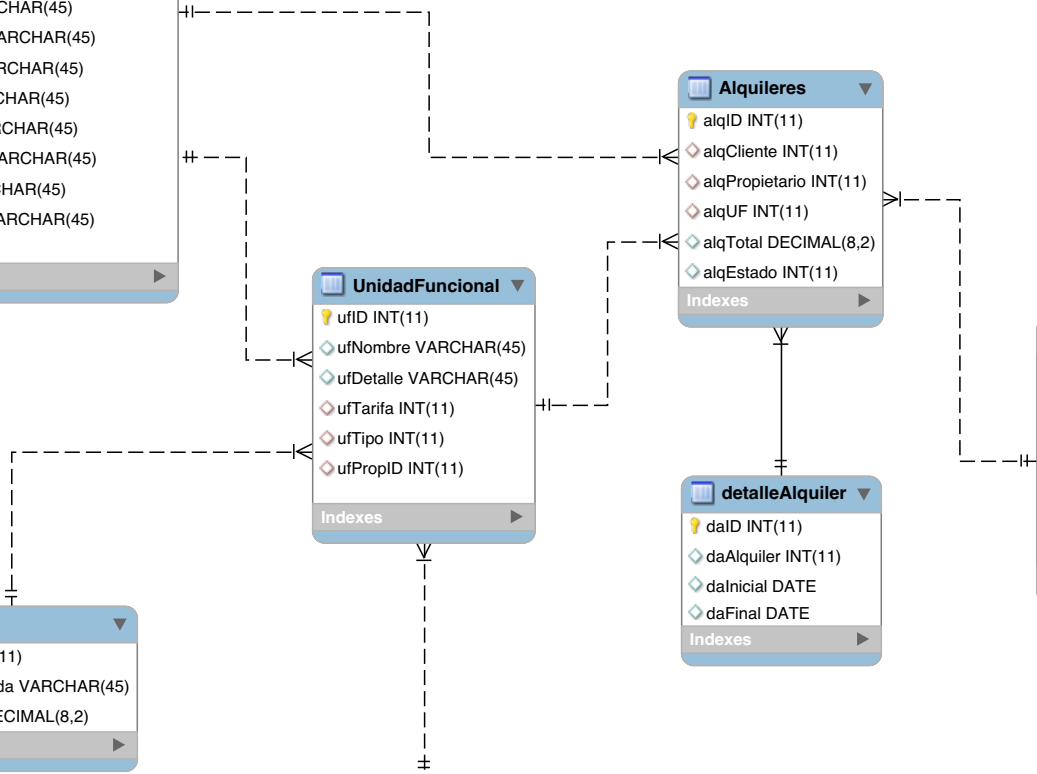 CHAR(45)
ARCHAR(45)
RCHAR(45)
CHAR(45)
RCHAR(45)
ARCHAR(45)
CHAR(45)
ARCHAR(45)
Alquileres
alqID INT(11)
alqCliente INT(11)
alqPropietario INT(11)
alqUF INT(11)
alqTotal DECIMAL(8,2)
alqEstado INT(11)
Indexes
UnidadFuncional
ufID INT(11)
ufNombre VARCHAR(45)
ufDetalle VARCHAR(45)
ufTarifa INT(11)
ufTipo INT(11)
ufPropID INT(11)
Indexes
detalleAlquiler
daID INT(11)
daAlquiler INT(11)
daInicial DATE
daFinal DATE
Indexes
11)
da VARCHAR(45)
ECIMAL(8,2)